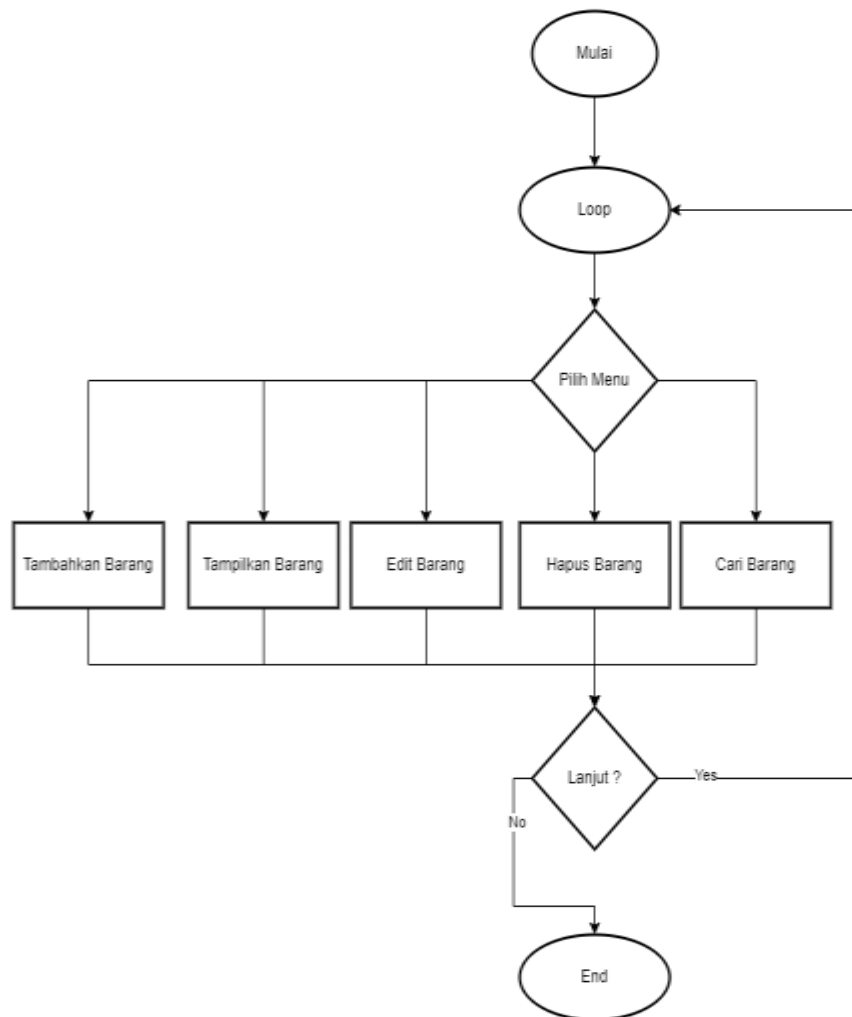 Mulai
Loop
Pilih Menu
Tambahkan Barang
Tampilkan Barang
Edit Barang
Hapus Barang
Cari Barang
Lanjut ?
Yes
No
End